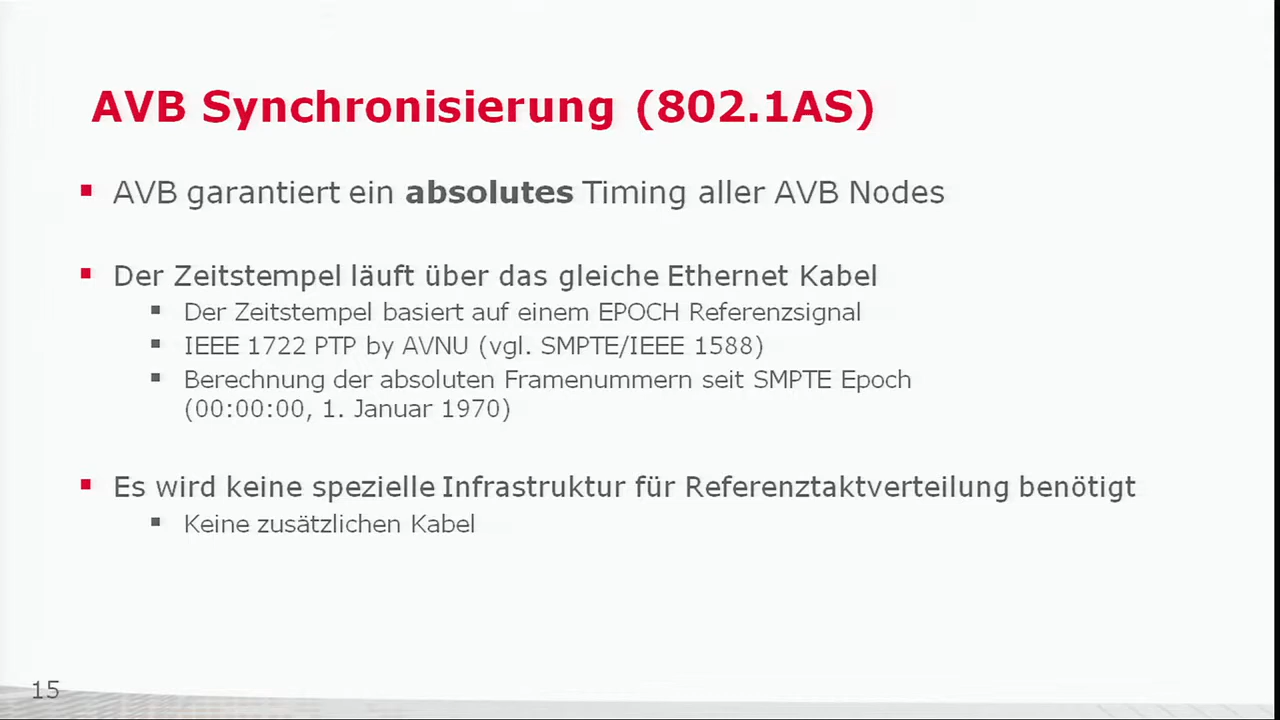 AVB Synchronisierung (802.1AS)
AVB garantiert ein absolutes Timing aller AVB Nodes
Der Zeitstempel läuft über das gleiche Ethernet Kabel
Der Zeitstempel basiert auf einem EPOCH Referenzsignal
IEEE 1722 PTP by AVNU (vgl. SMPTE/IEEE 1588)
Berechnung der absoluten Framenummern seit SMPTE Epoch
(00:00:00, 1. Januar 1970)
Es wird keine spezielle Infrastruktur für Referenztaktverteilung benötigt
Keine zusätzlichen Kabel
15